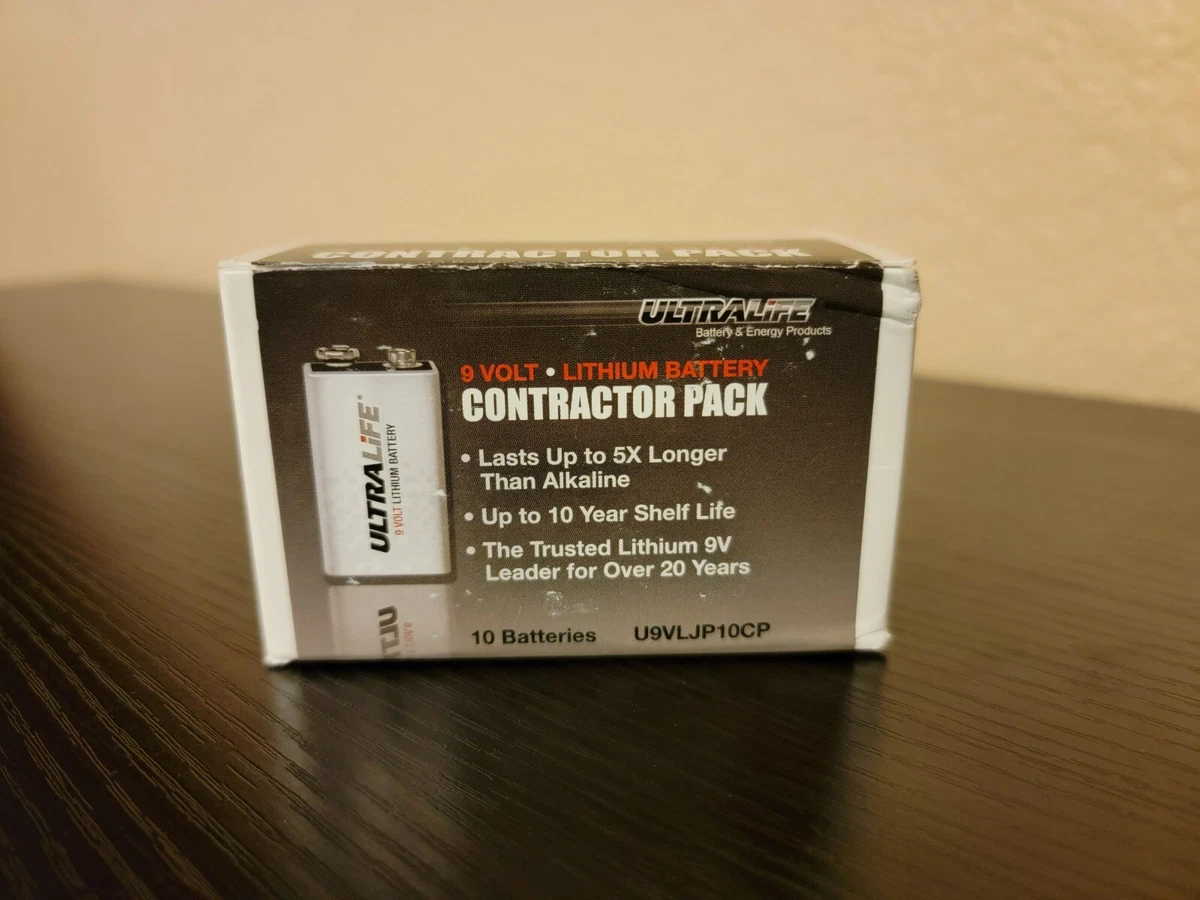 CONTRACTOR PACK
ULTRALiFE
Battery & Energy Products
9 VOLT • LITHIUM BATTERY
CONTRACTOR PACK
ULTRALiFE®
9 VOLT LITHIUM BATTERY
• Lasts Up to 5X Longer
Than Alkaline
• Up to 10 Year Shelf Life
• The Trusted Lithium 9V
Leader for Over 20 Years
10 Batteries U9VLJP10CP